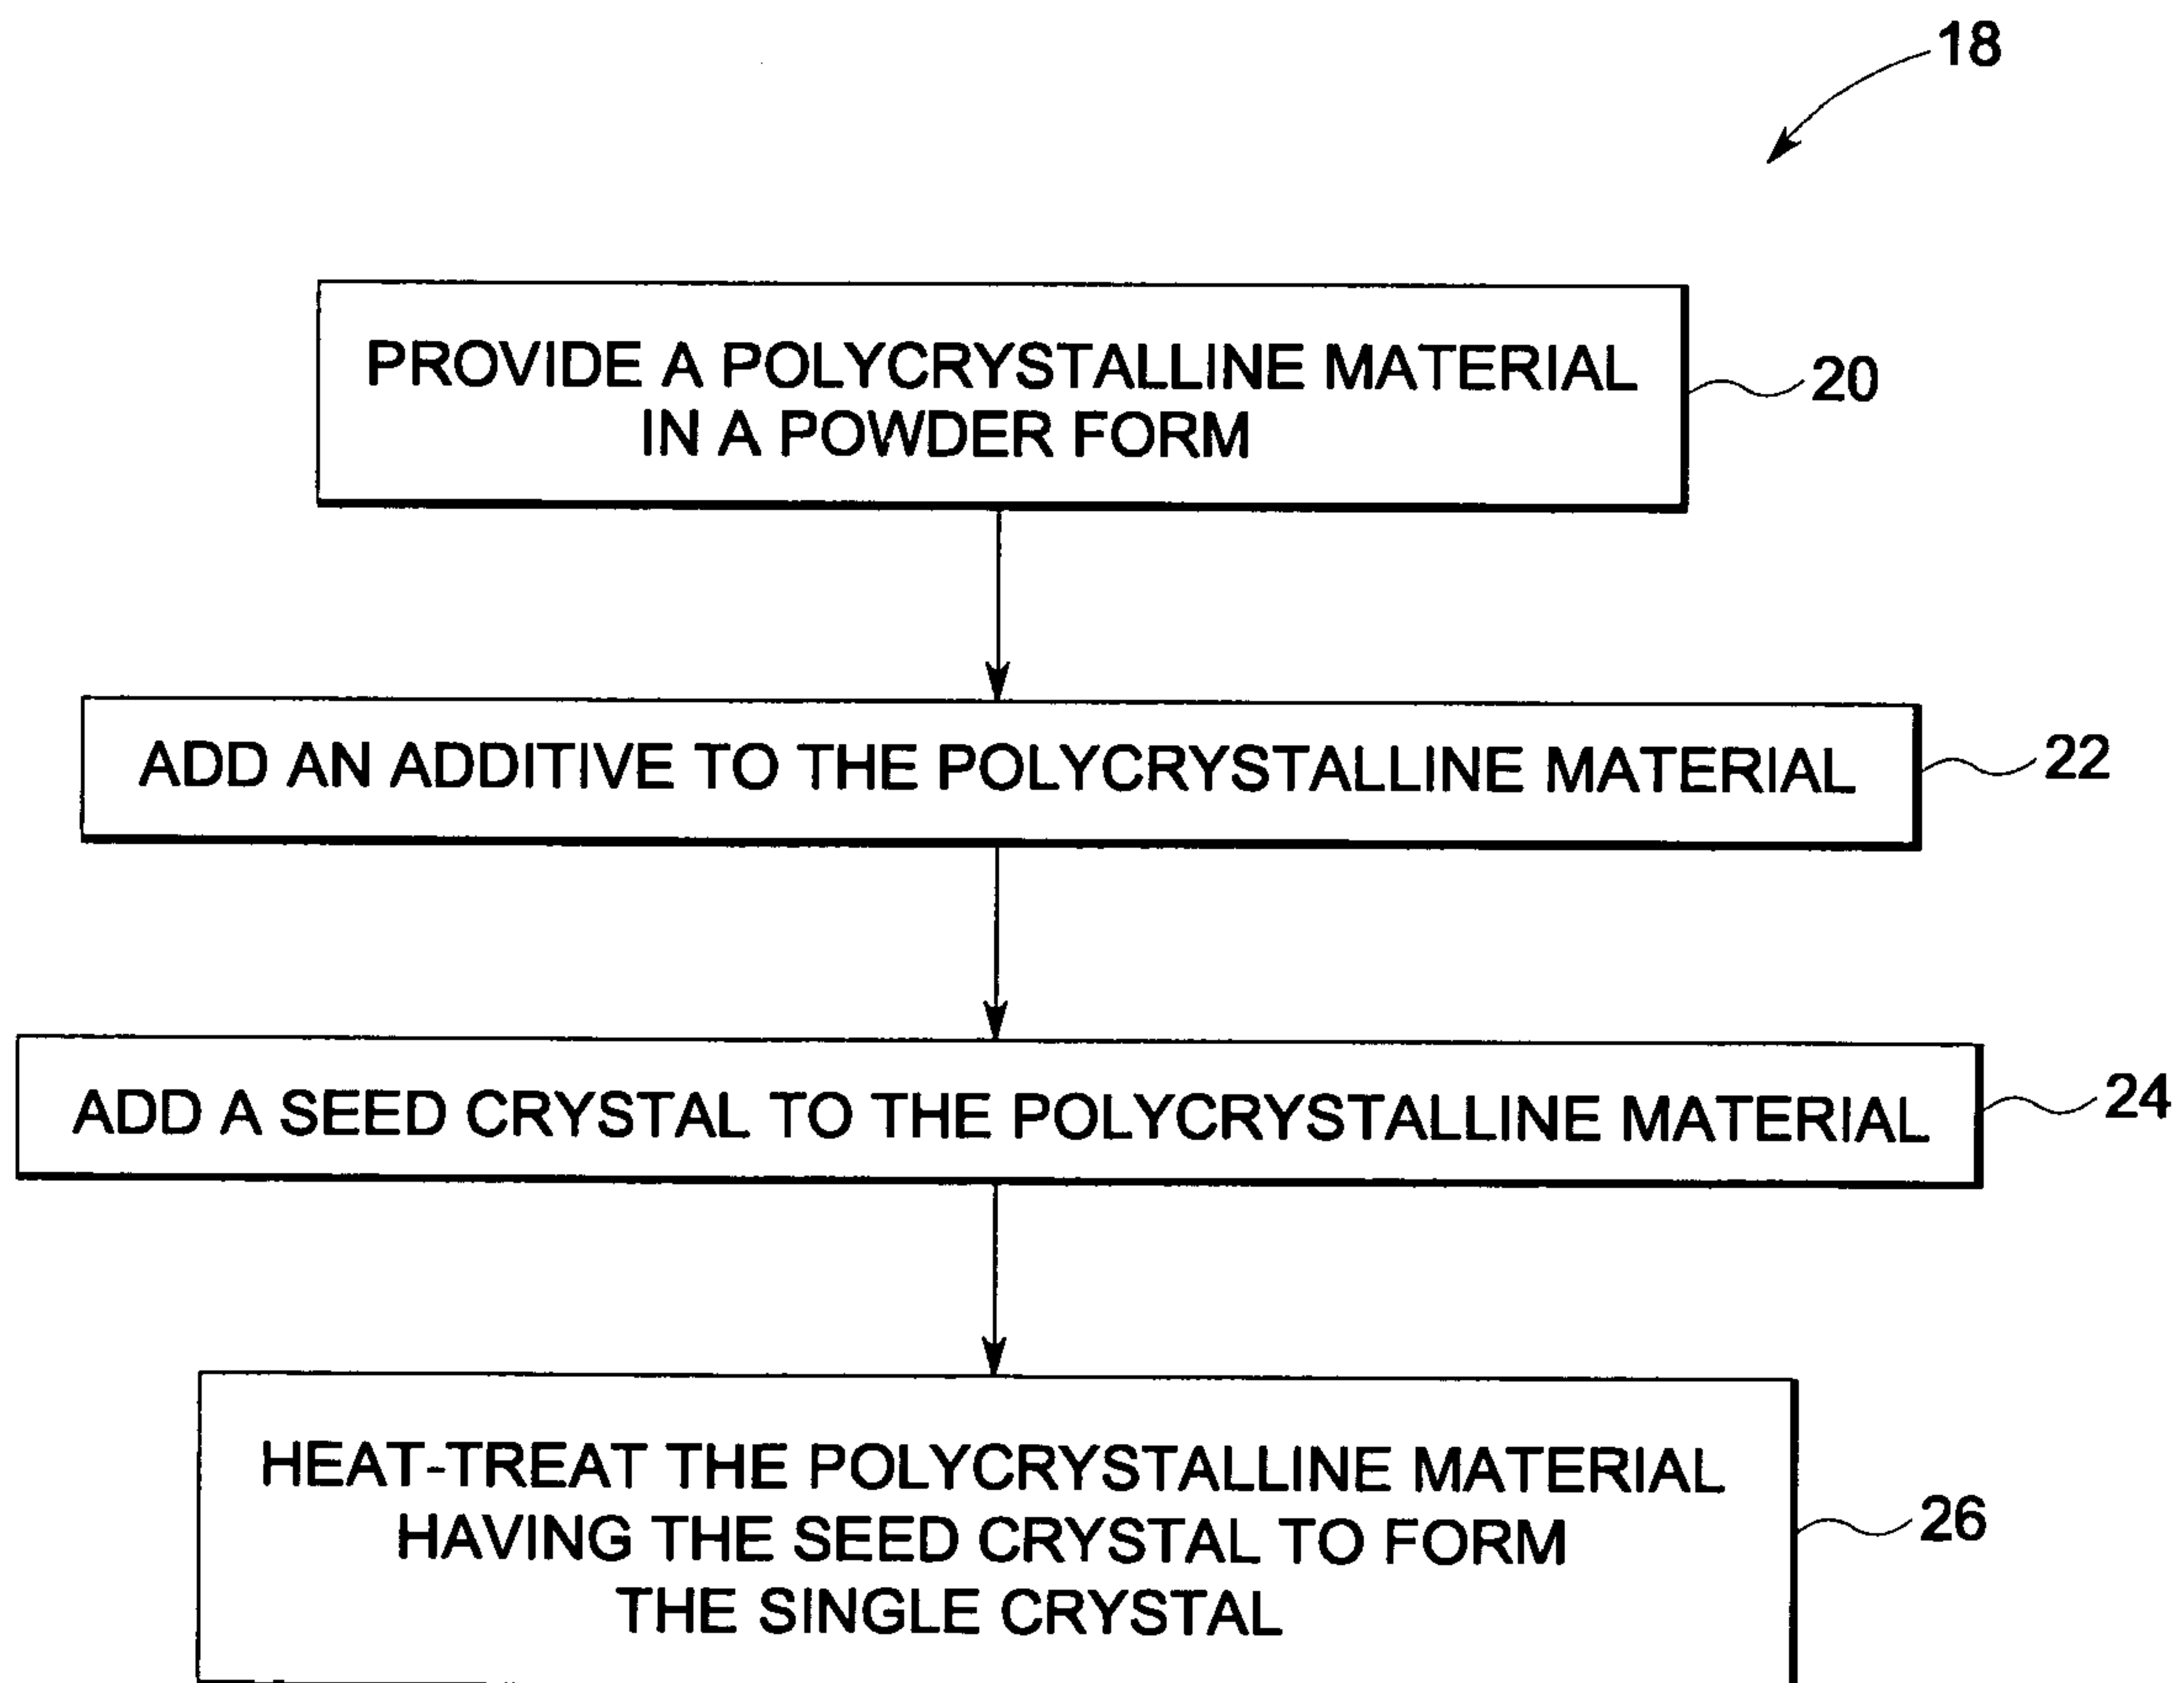 18
PROVIDE A POLYCRYSTALLINE MATERIAL
IN A POWDER FORM
20
ADD AN ADDITIVE TO THE POLYCRYSTALLINE MATERIAL
22
ADD A SEED CRYSTAL TO THE POLYCRYSTALLINE MATERIAL
24
HEAT-TREAT THE POLYCRYSTALLINE MATERIAL
HAVING THE SEED CRYSTAL TO FORM
THE SINGLE CRYSTAL
26